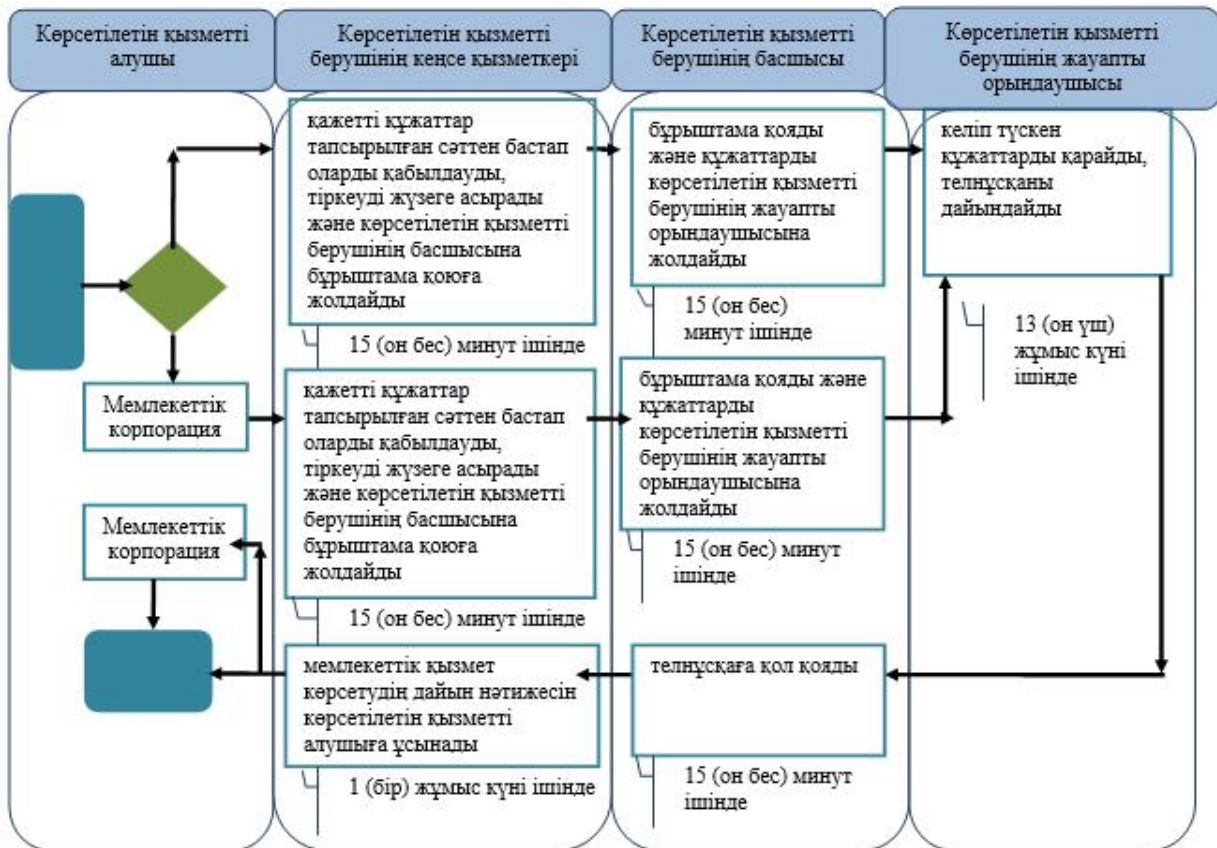 Көрсетілетін қызметті
алушы
Көрсетілетін қызметті
берушінің кеңсе қызметкері
Көрсетілетін қызметті
берушінің басшысы
Көрсетілетін қызметті
берушінің жауапты
орындаушысы
қажетті құжаттар
тапсырылған сәттен бастап
оларды қабылдауды,
тіркеуді жүзеге асырады
және көрсетілетін қызметті
берушінің басшысына
бұрыштама қоюға
жолдайды
15 (он бес) минут ішінде
бұрыштама қояды
және құжаттарды
көрсетілетін қызметті
берушінің жауапты
орындаушысына
жолдайды
15 (он бес)
минут ішінде
келіп түскен
құжаттарды қарайды,
телнұсқаны
дайындайды
13 (он үш)
жұмыс күні
ішінде
Мемлекеттік
корпорация
қажетті құжаттар
тапсырылған сәттен бастап
оларды қабылдауды,
тіркеуді жүзеге асырады
және көрсетілетін қызметті
берушінің басшысына
бұрыштама қоюға
жолдайды
15 (он бес) минут ішінде
бұрыштама қояды және
құжаттарды
көрсетілетін қызметті
берушінің жауапты
орындаушысына
жолдайды
15 (он бес) минут
ішінде
Мемлекеттік
корпорация
мемлекеттік қызмет
көрсетудің дайын нәтижесін
көрсетілетін қызметті
алушыға ұсынады
1 (бір) жұмыс күні ішінде
телнұсқаға қол қояды
15 (он бес) минут
ішінде